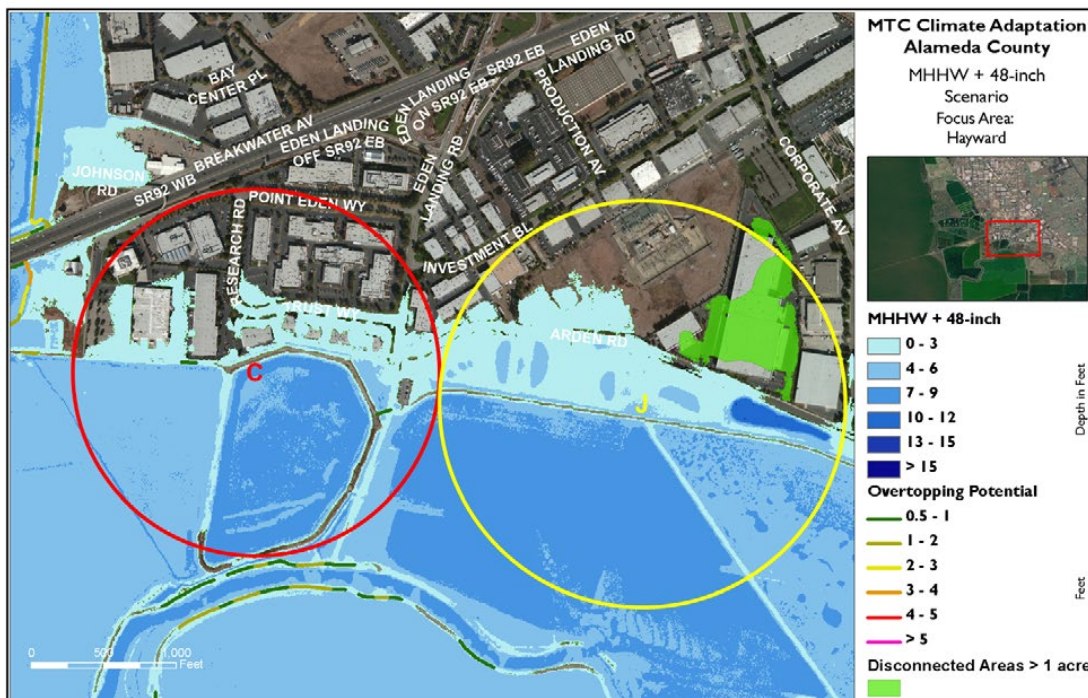 BAY
CENTER PL
JOHNSON
RD
SR92 WB
BREAKWATER AV
EDEN LANDING
OFF SR92 EB
EDEN LANDING
ON SR92 EB
SR92 EB
EDEN
LANDING RD
EDEN
LANDING RD
PRODUCTION AV
CORPORATE AV
POINT EDEN WY
RESEARCH RD
INVESTMENT BL
TRUST WY
ARDEN RD
C
J
0 500 1,000
Feet
MTC Climate Adaptation
Alameda County
MHHW + 48-inch
Scenario
Focus Area:
Hayward
MHHW + 48-inch
0 - 3
4 - 6
7 - 9
10 - 12
13 - 15
> 15
Depth in Feet
Overtopping Potential
0.5 - 1
1 - 2
2 - 3
3 - 4
4 - 5
> 5
Feet
Disconnected Areas > 1 acre